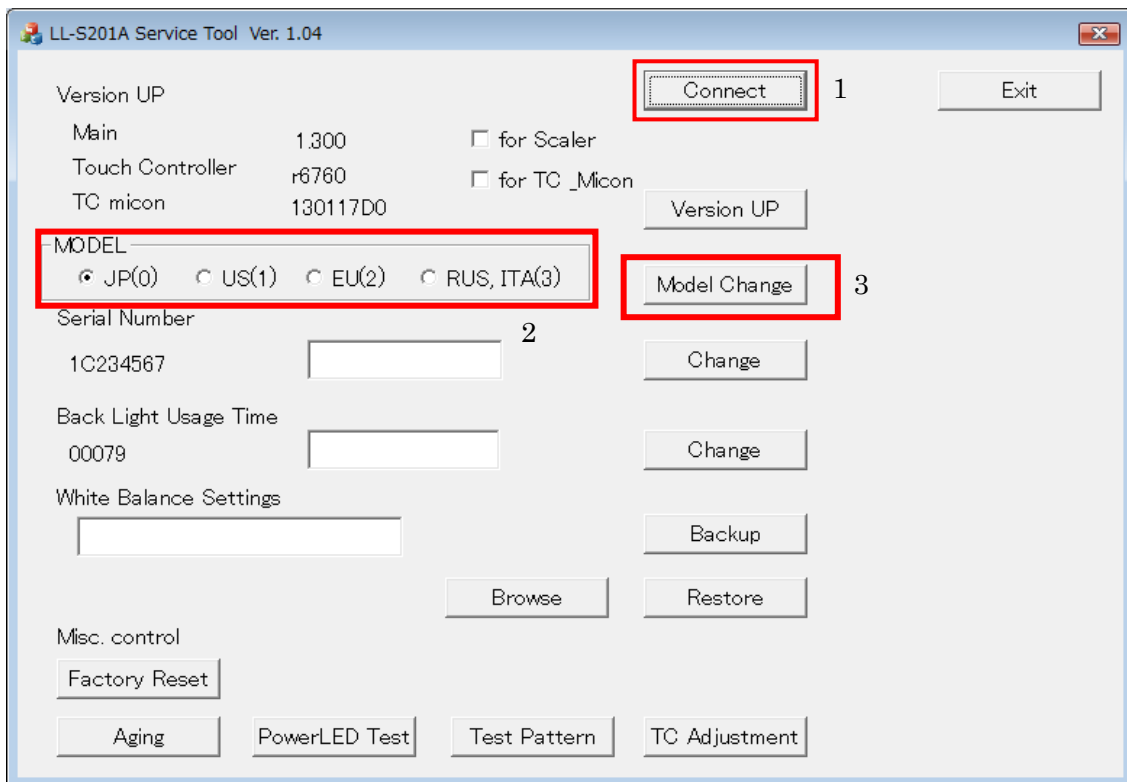 LL-S201A Service Tool Ver. 1.04
Connect 1 Exit
Version UP
Main 1.300 for Scaler
Touch Controller r6760 for TC _Micon
TC micon 130117D0 Version UP
MODEL
JP(0) US(1) EU(2) RUS, ITA(3) Model Change 3
Serial Number 2
1C234567 Change
Back Light Usage Time
00079 Change
White Balance Settings
Backup
Browse Restore
Misc. control
Factory Reset
Aging PowerLED Test Test Pattern TC Adjustment